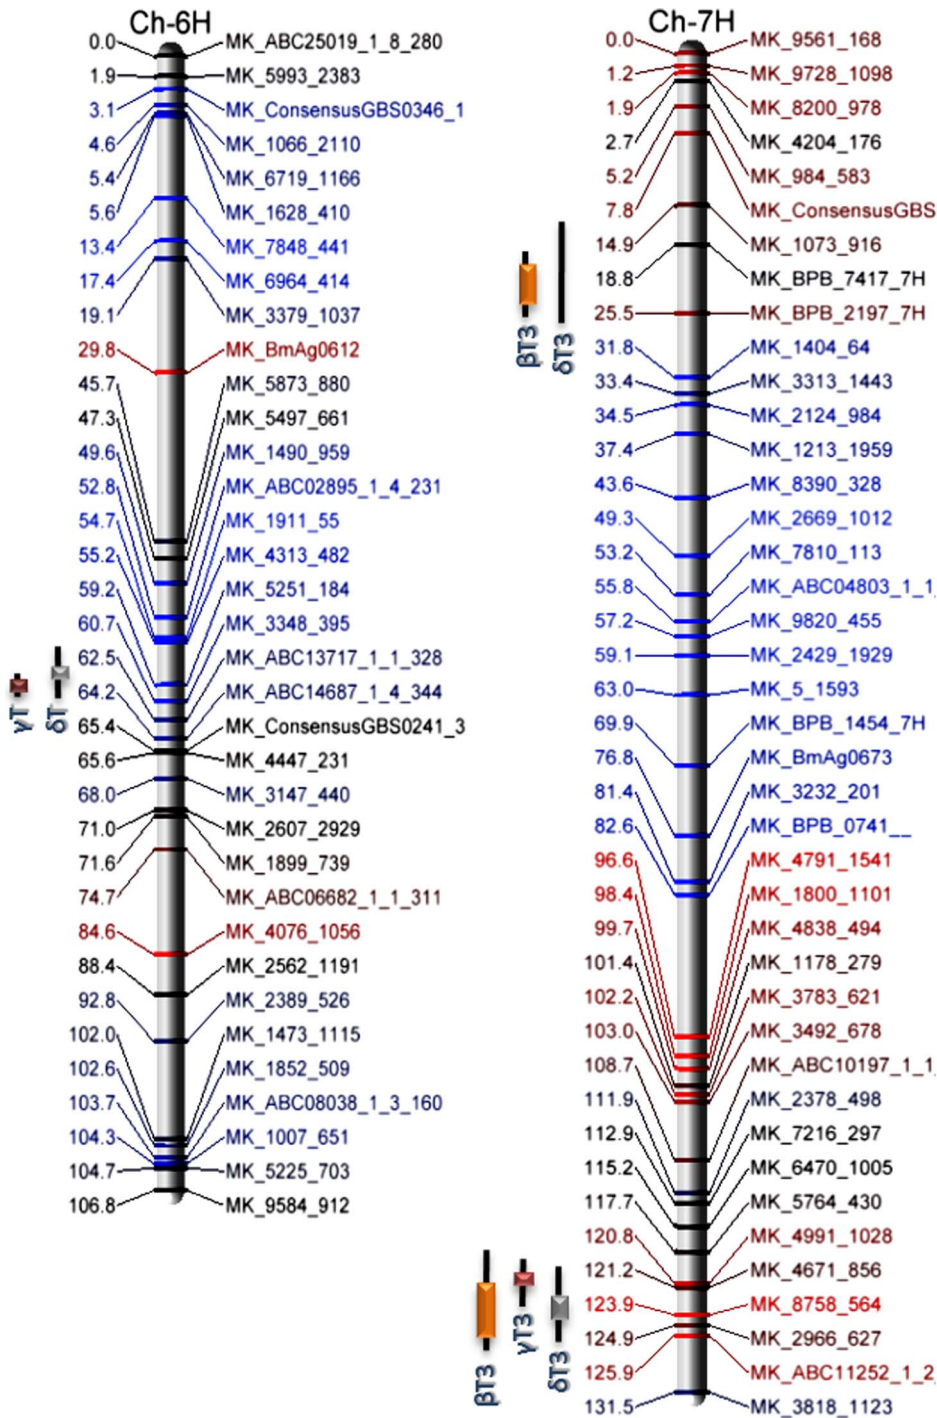 Ch-6H
0.0 MK_ABC25019_1_8_280
1.9 MK_5993_2383
3.1 MK_ConsensusGBS0346_1
4.6 MK_1066_2110
5.4 MK_6719_1166
5.6 MK_1628_410
13.4 MK_7848_441
17.4 MK_6964_414
19.1 MK_3379_1037
29.8 MK_BmAg0612
45.7 MK_5873_880
47.3 MK_5497_661
49.6 MK_1490_959
52.8 MK_ABC02895_1_4_231
54.7 MK_1911_55
55.2 MK_4313_482
59.2 MK_5251_184
60.7 MK_3348_395
62.5 MK_ABC13717_1_1_328
64.2 MK_ABC14687_1_4_344
65.4 MK_ConsensusGBS0241_3
65.6 MK_4447_231
68.0 MK_3147_440
71.0 MK_2607_2929
71.6 MK_1899_739
74.7 MK_ABC06682_1_1_311
84.6 MK_4076_1056
88.4 MK_2562_1191
92.8 MK_2389_526
102.0 MK_1473_1115
102.6 MK_1852_509
103.7 MK_ABC08038_1_3_160
104.3 MK_1007_651
104.7 MK_5225_703
106.8 MK_9584_912
γT
δT
Ch-7H
0.0 MK_9561_168
1.2 MK_9728_1098
1.9 MK_8200_978
2.7 MK_4204_176
5.2 MK_984_583
7.8 MK_ConsensusGBS
14.9 MK_1073_916
18.8 MK_BPB_7417_7H
25.5 MK_BPB_2197_7H
31.8 MK_1404_64
33.4 MK_3313_1443
34.5 MK_2124_984
37.4 MK_1213_1959
43.6 MK_8390_328
49.3 MK_2669_1012
53.2 MK_7810_113
55.8 MK_ABC04803_1_1_
57.2 MK_9820_455
59.1 MK_2429_1929
63.0 MK_5_1593
69.9 MK_BPB_1454_7H
76.8 MK_BmAg0673
81.4 MK_3232_201
82.6 MK_BPB_0741__
96.6 MK_4791_1541
98.4 MK_1800_1101
99.7 MK_4838_494
101.4 MK_1178_279
102.2 MK_3783_621
103.0 MK_3492_678
108.7 MK_ABC10197_1_1_
111.9 MK_2378_498
112.9 MK_7216_297
115.2 MK_6470_1005
117.7 MK_5764_430
120.8 MK_4991_1028
121.2 MK_4671_856
123.9 MK_8758_564
124.9 MK_2966_627
125.9 MK_ABC11252_1_2_
131.5 MK_3818_1123
βT3
δT3
βT3
γT3
δT3